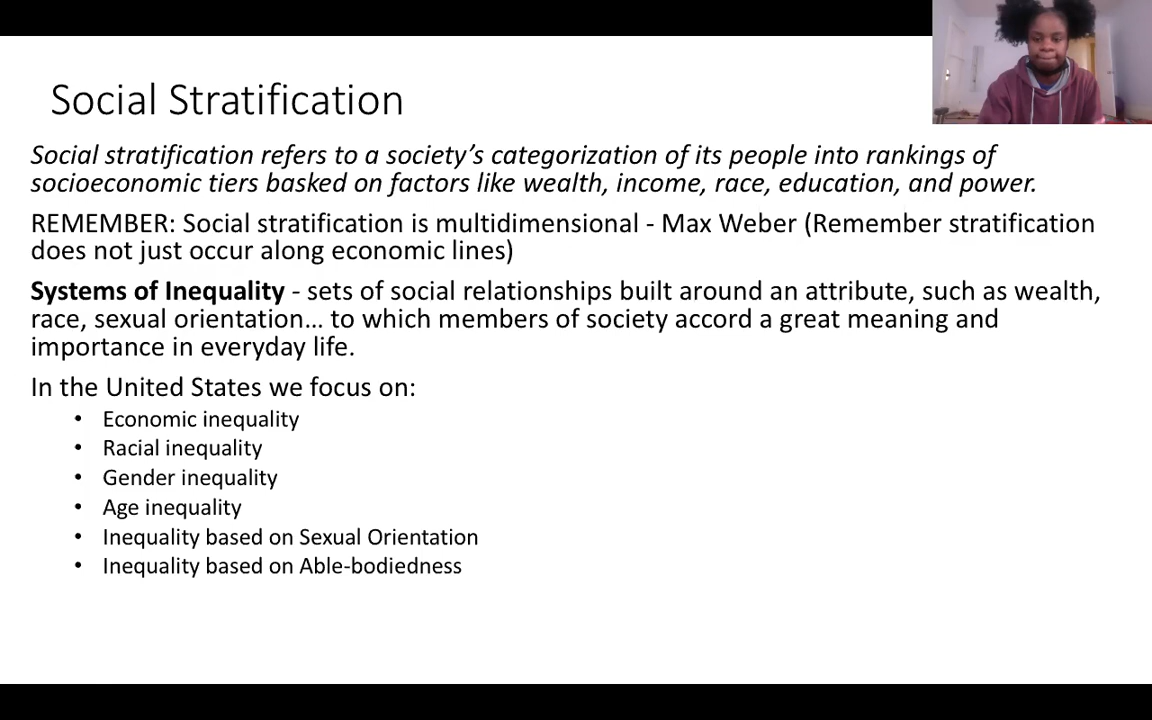 Social Stratification
Social stratification refers to a society’s categorization of its people into rankings of
socioeconomic tiers basked on factors like wealth, income, race, education, and power.
REMEMBER: Social stratification is multidimensional - Max Weber (Remember stratification
does not just occur along economic lines)
Systems of Inequality - sets of social relationships built around an attribute, such as wealth,
race, sexual orientation… to which members of society accord a great meaning and
importance in everyday life.
In the United States we focus on:
• Economic inequality
• Racial inequality
• Gender inequality
• Age inequality
• Inequality based on Sexual Orientation
• Inequality based on Able-bodiedness